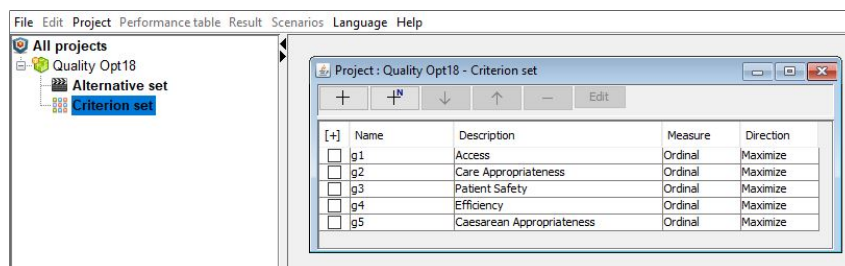 File Edit Project Performance table Result Scenarios Language Help
All projects
Quality Opt18
Alternative set
Criterion set
Project : Quality Opt18 - Criterion set
+ +N ↓ ↑ − Edit
[+] Name Description Measure Direction
g1 Access Ordinal Maximize
g2 Care Appropriateness Ordinal Maximize
g3 Patient Safety Ordinal Maximize
g4 Efficiency Ordinal Maximize
g5 Caesarean Appropriateness Ordinal Maximize